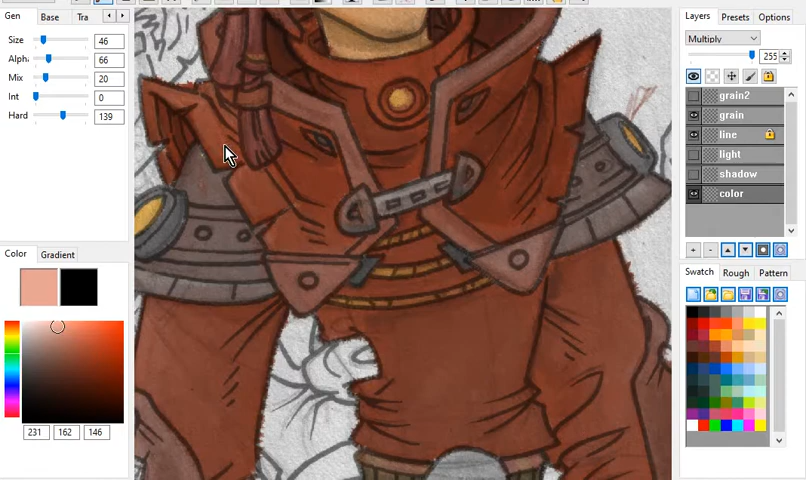 Gen Base Tra
Size 46
Alpha 66
Mix 20
Int 0
Hard 139
Color Gradient
231 162 146
Layers Presets Options
Multiply
255
grain2
grain
line
light
shadow
color
+ -
Swatch Rough Pattern